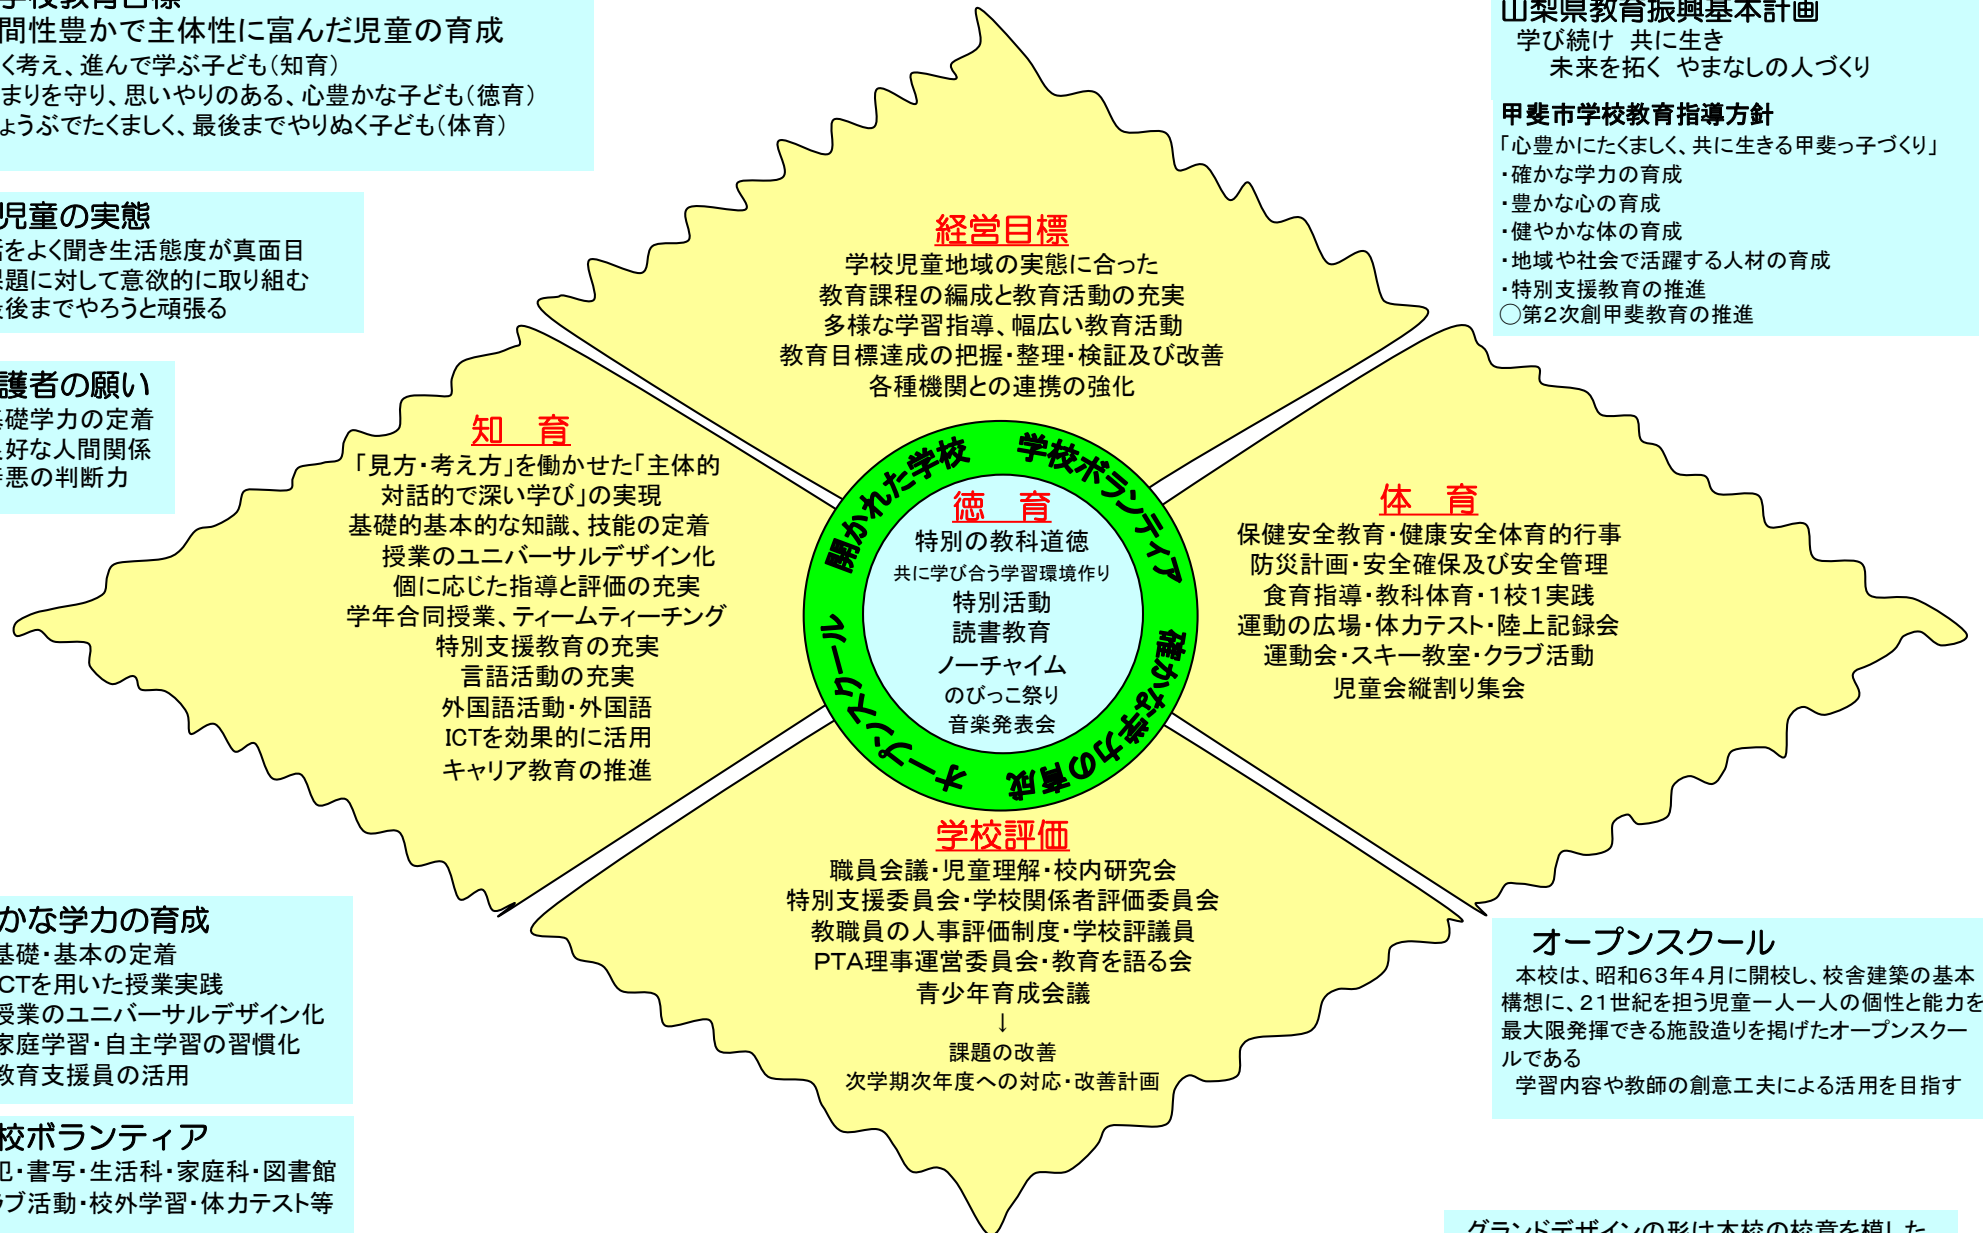 学校教育目標
間性豊かで主体性に富んだ児童の育成
く考え、進んで学ぶ子ども(知育)
まりを守り、思いやりのある、心豊かな子ども(徳育)
ょうぶでたくましく、最後までやりぬく子ども(体育)
山梨県教育振興基本計画
学び続け 共に生き
未来を拓く やまなしの人づくり
甲斐市学校教育指導方針
「心豊かにたくましく、共に生きる甲斐っ子づくり」
・確かな学力の育成
・豊かな心の育成
・健やかな体の育成
・地域や社会で活躍する人材の育成
・特別支援教育の推進
○第2次創甲斐教育の推進
児童の実態
話をよく聞き生活態度が真面目
課題に対して意欲的に取り組む
最後までやろうと頑張る
護者の願い
基礎学力の定着
良好な人間関係
善悪の判断力
経営目標
学校児童地域の実態に合った
教育課程の編成と教育活動の充実
多様な学習指導、幅広い教育活動
教育目標達成の把握・整理・検証及び改善
各種機関との連携の強化
知 育
「見方・考え方」を働かせた「主体的
対話的で深い学び」の実現
基礎的基本的な知識、技能の定着
授業のユニバーサルデザイン化
個に応じた指導と評価の充実
学年合同授業、ティームティーチング
特別支援教育の充実
言語活動の充実
外国語活動・外国語
ICTを効果的に活用
キャリア教育の推進
開かれた学校
学校ボランティア
確かな学力の育成
オープンスクール
徳 育
特別の教科道徳
共に学び合う学習環境作り
特別活動
読書教育
ノーチャイム
のびっこ祭り
音楽発表会
体 育
保健安全教育・健康安全体育的行事
防災計画・安全確保及び安全管理
食育指導・教科体育・1校1実践
運動の広場・体力テスト・陸上記録会
運動会・スキー教室・クラブ活動
児童会縦割り集会
学校評価
職員会議・児童理解・校内研究会
特別支援委員会・学校関係者評価委員会
教職員の人事評価制度・学校評議員
PTA理事運営委員会・教育を語る会
青少年育成会議
↓
課題の改善
次学期次年度への対応・改善計画
かな学力の育成
基礎・基本の定着
ICTを用いた授業実践
授業のユニバーサルデザイン化
家庭学習・自主学習の習慣化
教育支援員の活用
校ボランティア
犯・書写・生活科・家庭科・図書館
ラブ活動・校外学習・体力テスト等
オープンスクール
本校は、昭和63年4月に開校し、校舎建築の基本
構想に、21世紀を担う児童一人一人の個性と能力を
最大限発揮できる施設造りを掲げたオープンスクー
ルである
学習内容や教師の創意工夫による活用を目指す
グランドデザインの形は本校の校章を模した